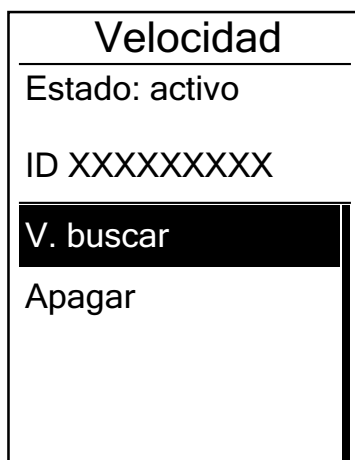 Velocidad
Estado: activo
ID XXXXXXXXX
V. buscar
Apagar